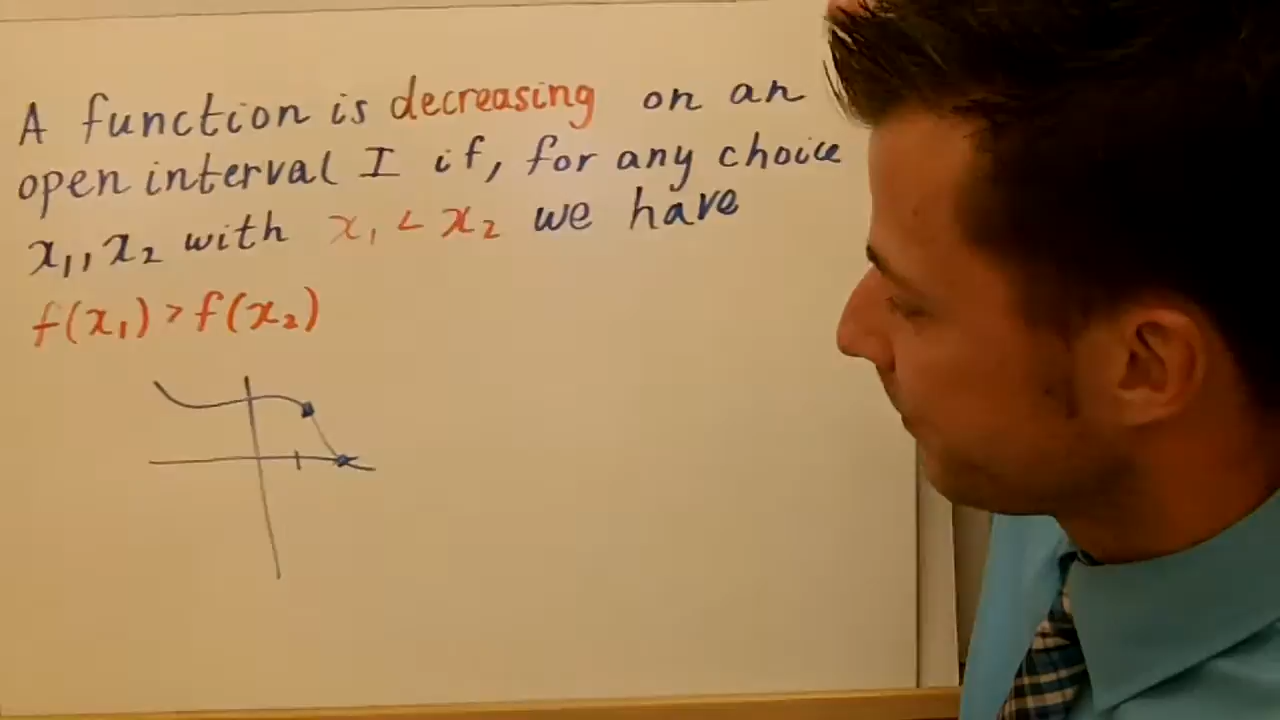 A function is decreasing on an
open interval I if, for any choice
x₁, x₂ with x₁ < x₂ we have
f(x₁) > f(x₂)